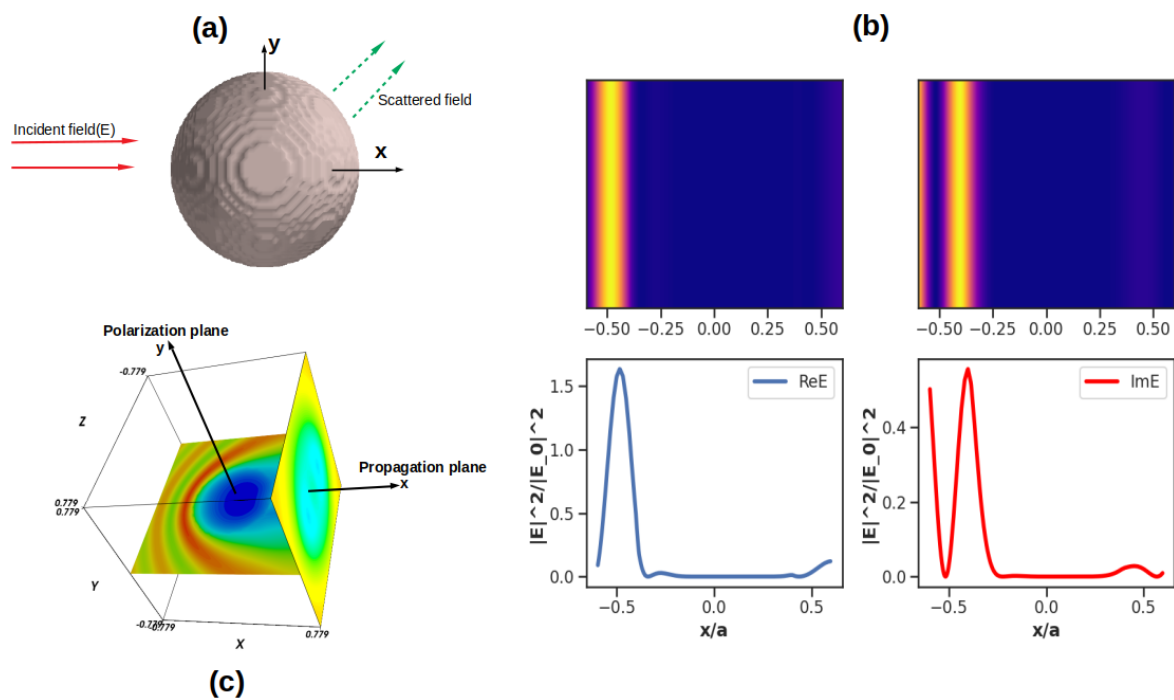 (a)
y
Scattered field
Incident field(E)
x
(b)
−0.50 −0.25 0.00 0.25 0.50
−0.50 −0.25 0.00 0.25 0.50
|E|^2/|E_0|^2
1.5
1.0
0.5
0.0
ReE
−0.5 0.0 0.5
x/a
|E|^2/|E_0|^2
0.4
0.2
0.0
ImE
−0.5 0.0 0.5
x/a
Polarization plane
y
-0.779
Z
Propagation plane
x
0.779
0.779
Y
X
0.779
(c)